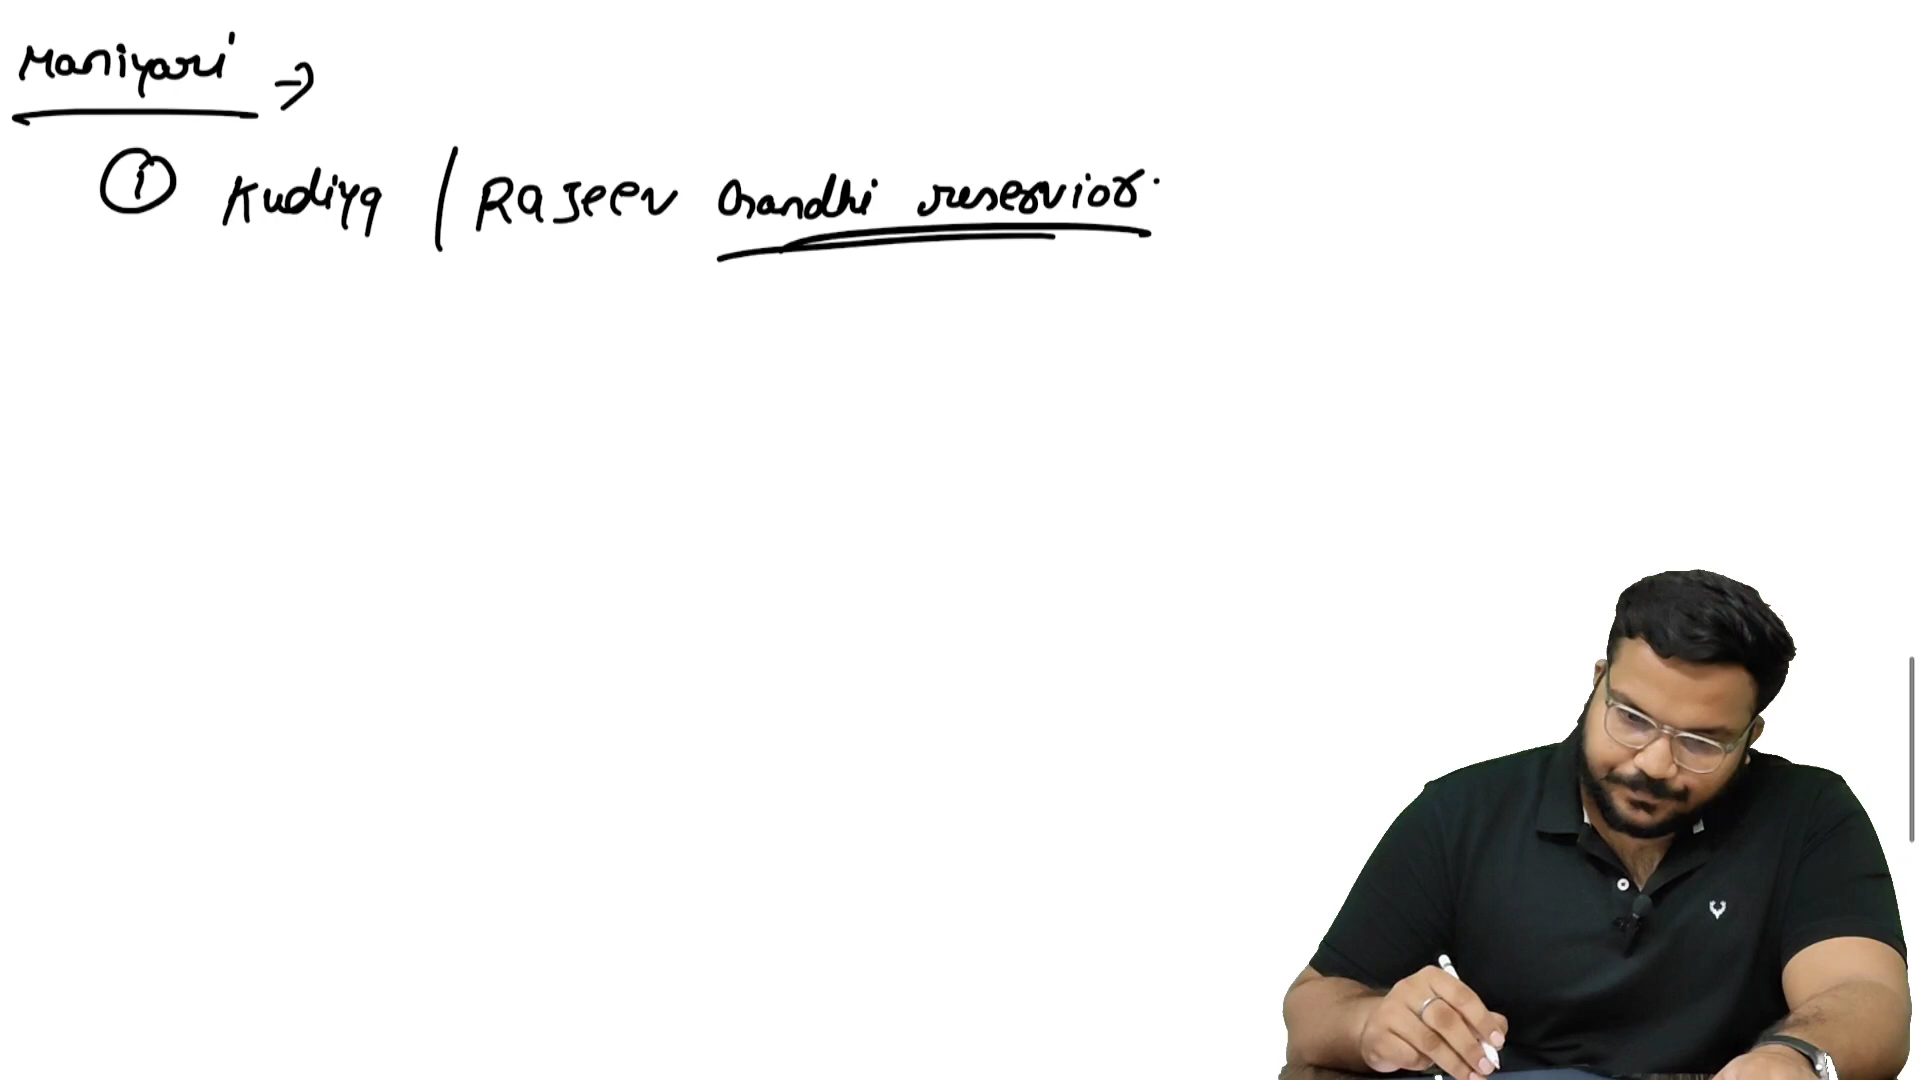 Maniyari →
① Kudiya / Rajeev Gandhi reservior.